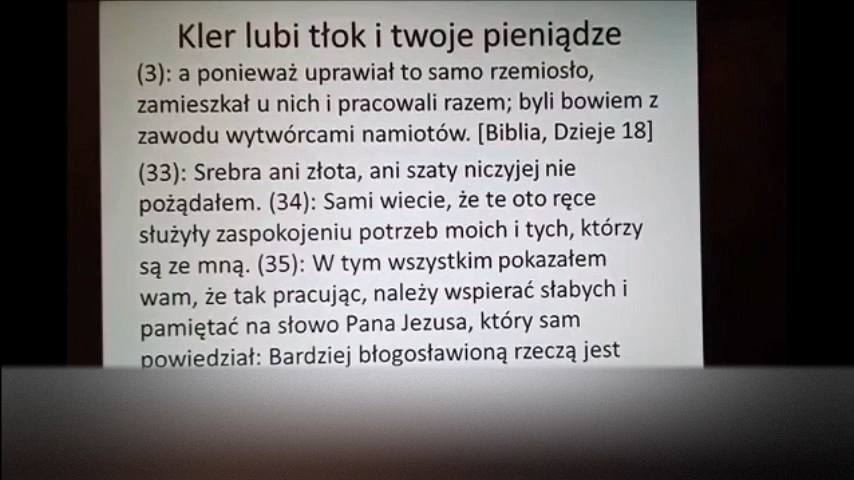 Kler lubi tłok i twoje pieniądze
(3): a ponieważ uprawiał to samo rzemiosło,
zamieszkał u nich i pracowali razem; byli bowiem z
zawodu wytwórcami namiotów. [Biblia, Dzieje 18]
(33): Srebra ani złota, ani szaty niczyjej nie
pożądałem. (34): Sami wiecie, że te oto ręce
służyły zaspokojeniu potrzeb moich i tych, którzy
są ze mną. (35): W tym wszystkim pokazałem
wam, że tak pracując, należy wspierać słabych i
pamiętać na słowo Pana Jezusa, który sam
powiedział: Bardziej błogosławioną rzeczą jest